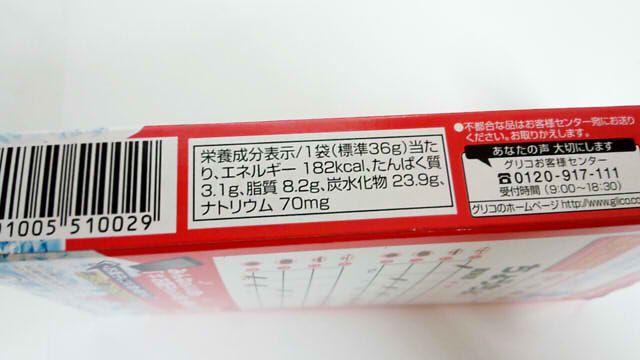 1005 510029
栄養成分表示/1袋(標準36g)当た
り、エネルギー 182kcal、たんぱく質
3.1g、脂質 8.2g、炭水化物 23.9g、
ナトリウム 70mg
●不都合な品はお客様センター宛にお送り
ください。お取りかえします。
あなたの声 大切にします
グリコお客様センター
☎0120-917-111
受付時間(9:00〜18:30)
グリコのホームページ http://www.glico.co